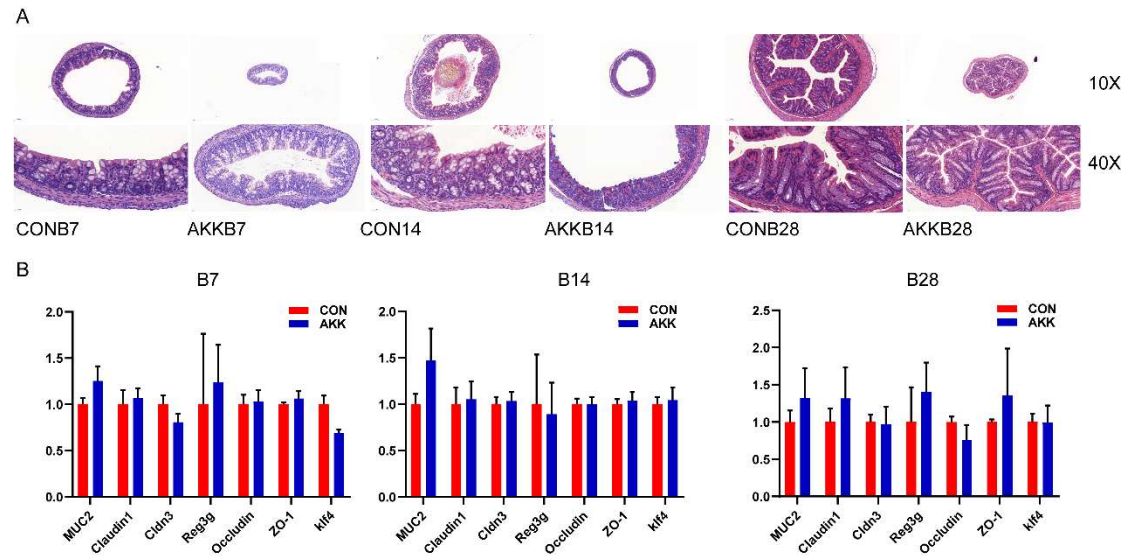 A
10X
40X
CONB7 AKKB7 CON14 AKKB14 CONB28 AKKB28
B
B7 B14 B28
CON
AKK
CON
AKK
CON
AKK
2.0
1.5
1.0
0.5
0.0
MUC2 Claudin1 Cldn3 Reg3g Occludin ZO-1 klf4
2.0
1.5
1.0
0.5
0.0
MUC2 Claudin1 Cldn3 Reg3g Occludin ZO-1 klf4
2.5
2.0
1.5
1.0
0.5
0.0
MUC2 Claudin1 Cldn3 Reg3g Occludin ZO-1 klf4